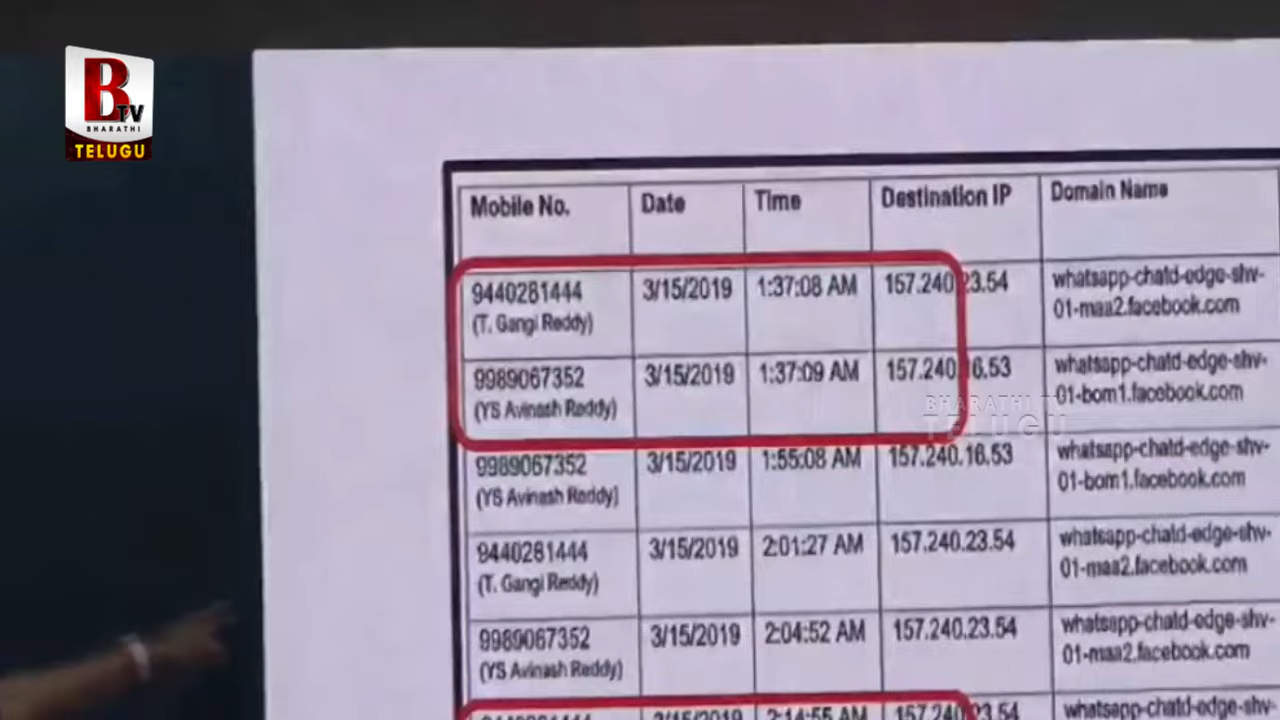 B
TV
BHARATHI
TELUGU
Mobile No. Date Time Destination IP Domain Name
9440281444 3/15/2019 1:37:08 AM 157.240.23.54 whatsapp-chatd-edge-shv-
(T. Gangi Reddy) 01-maa2.facebook.com
9989067352 3/15/2019 1:37:09 AM 157.240.16.53 whatsapp-chatd-edge-shv-
(YS Avinash Reddy) 01-bom1.facebook.com
BHARATHI TV
TELUGU
9989067352 3/15/2019 1:55:08 AM 157.240.16.53 whatsapp-chatd-edge-shv-
(YS Avinash Reddy) 01-bom1.facebook.com
9440281444 3/15/2019 2:01:27 AM 157.240.23.54 whatsapp-chatd-edge-shv-
(T. Gangi Reddy) 01-maa2.facebook.com
9989067352 3/15/2019 2:04:52 AM 157.240.23.54 whatsapp-chatd-edge-shv-
(YS Avinash Reddy) 01-maa2.facebook.com
3/15/2019 2:14:55 AM 157.240.23.54 whatsapp-chatd-edge-shv-